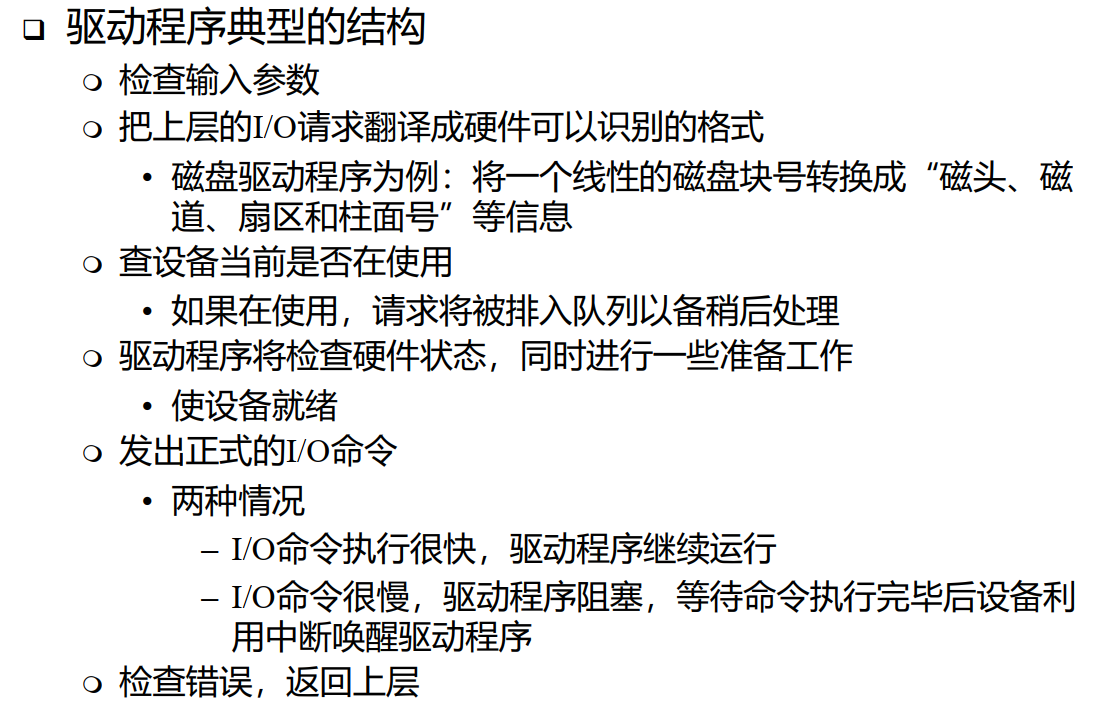 ❑ 驱动程序典型的结构
❍ 检查输入参数
❍ 把上层的I/O请求翻译成硬件可以识别的格式
• 磁盘驱动程序为例：将一个线性的磁盘块号转换成“磁头、磁
道、扇区和柱面号”等信息
❍ 查设备当前是否在使用
• 如果在使用，请求将被排入队列以备稍后处理
❍ 驱动程序将检查硬件状态，同时进行一些准备工作
• 使设备就绪
❍ 发出正式的I/O命令
• 两种情况
– I/O命令执行很快，驱动程序继续运行
– I/O命令很慢，驱动程序阻塞，等待命令执行完毕后设备利
用中断唤醒驱动程序
❍ 检查错误，返回上层